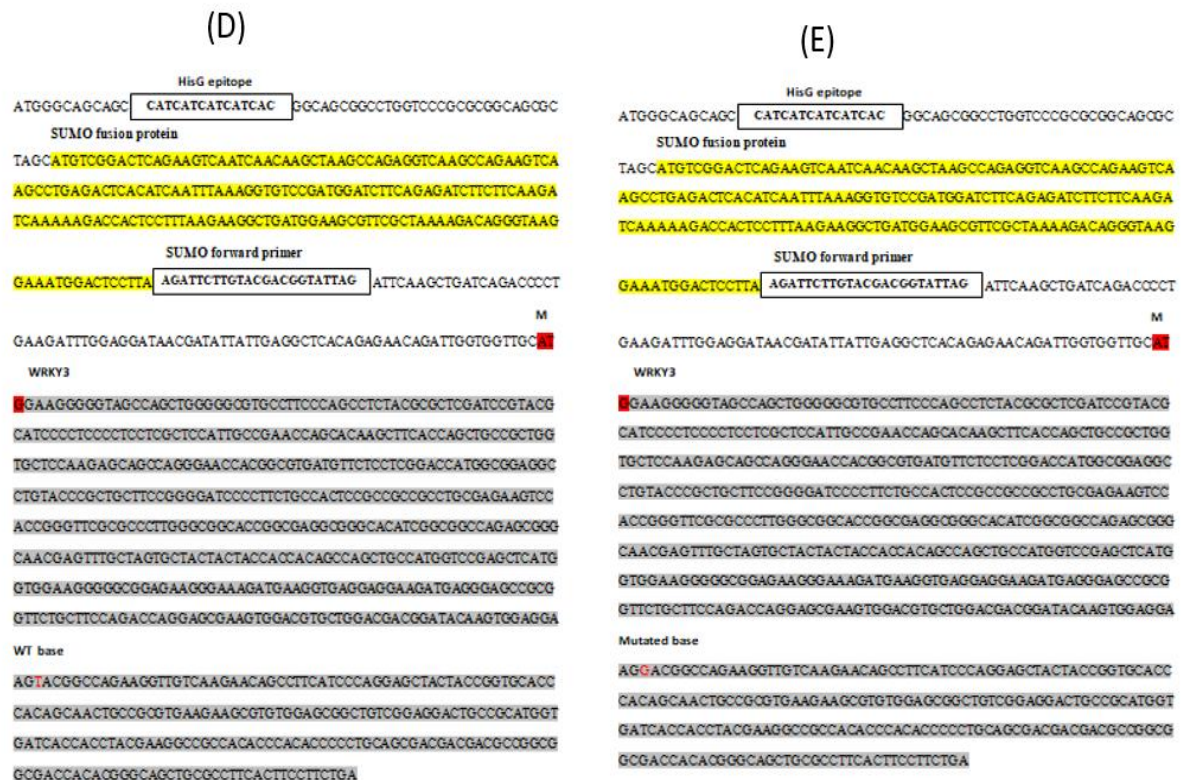 (D)
HisG epitope
ATGGGCAGCAGC CATCATCATCATCAC GGCAGCGGCCTGGTCCCGCGCGGCAGCGC
SUMO fusion protein
TAGCATGTCGGACTCAGAAGTCAATCAACAAGCTAAGCCAGAGGTCAAGCCAGAAGTCA
AGCCTGAGACTCACATCAATTTAAAGGTGTCCGATGGATCTTCAGAGATCTTCTTCAAGA
TCAAAAAGACCACTCCTTTAAGAAGGCTGATGGAAGCGTTCGCTAAAAGACAGGGTAAG
SUMO forward primer
GAAATGGACTCCTTA AGATTCTTGTACGACGGTATTAG ATTCAAGCTGATCAGACCCCT
M
GAAGATTTGGAGGATAACGATATTATTGAGGCTCACAGAGAACAGATTGGTGGTTGCAT
WRKY3
GGAAGGGGGTAGCCAGCTGGGGGCGTGCCTTCCCAGCCTCTACGCGCTCGATCCGTACG
CATCCCCTCCCCTCCTCGCTCCATTGCCGAACCAGCACAAGCTTCACCAGCTGCCGCTGG
TGCTCCAAGAGCAGCCAGGGAACCACGGCGTGATGTTCTCCTCGGACCATGGCGGAGGC
CTGTACCCGCTGCTTCCGGGGATCCCCTTCTGCCACTCCGCCGCCGCCTGCGAGAAGTCC
ACCGGGTTCGCGCCCTTGGGCGGCACCGGCGAGGCGGGCACATCGGCGGCCAGAGCGGG
CAACGAGTTTGCTAGTGCTACTACTACCACCACAGCCAGCTGCCATGGTCCGAGCTCATG
GTGGAAGGGGGCGGAGAAGGGAAAGATGAAGGTGAGGAGGAAGATGAGGGAGCCGCG
GTTCTGCTTCCAGACCAGGAGCGAAGTGGACGTGCTGGACGACGGATACAAGTGGAGGA
WT base
AGTACGGCCAGAAGGTTGTCAAGAACAGCCTTCATCCCAGGAGCTACTACCGGTGCACC
CACAGCAACTGCCGCGTGAAGAAGCGTGTGGAGCGGCTGTCGGAGGACTGCCGCATGGT
GATCACCACCTACGAAGGCCGCCACACCCACACCCCCTGCAGCGACGACGACGCCGGCG
GCGACCACACGGGCAGCTGCGCCTTCACTTCCTTCTGA
(E)
HisG epitope
ATGGGCAGCAGC CATCATCATCATCAC GGCAGCGGCCTGGTCCCGCGCGGCAGCGC
SUMO fusion protein
TAGCATGTCGGACTCAGAAGTCAATCAACAAGCTAAGCCAGAGGTCAAGCCAGAAGTCA
AGCCTGAGACTCACATCAATTTAAAGGTGTCCGATGGATCTTCAGAGATCTTCTTCAAGA
TCAAAAAGACCACTCCTTTAAGAAGGCTGATGGAAGCGTTCGCTAAAAGACAGGGTAAG
SUMO forward primer
GAAATGGACTCCTTA AGATTCTTGTACGACGGTATTAG ATTCAAGCTGATCAGACCCCT
M
GAAGATTTGGAGGATAACGATATTATTGAGGCTCACAGAGAACAGATTGGTGGTTGCAT
WRKY3
GGAAGGGGGTAGCCAGCTGGGGGCGTGCCTTCCCAGCCTCTACGCGCTCGATCCGTACG
CATCCCCTCCCCTCCTCGCTCCATTGCCGAACCAGCACAAGCTTCACCAGCTGCCGCTGG
TGCTCCAAGAGCAGCCAGGGAACCACGGCGTGATGTTCTCCTCGGACCATGGCGGAGGC
CTGTACCCGCTGCTTCCGGGGATCCCCTTCTGCCACTCCGCCGCCGCCTGCGAGAAGTCC
ACCGGGTTCGCGCCCTTGGGCGGCACCGGCGAGGCGGGCACATCGGCGGCCAGAGCGGG
CAACGAGTTTGCTAGTGCTACTACTACCACCACAGCCAGCTGCCATGGTCCGAGCTCATG
GTGGAAGGGGGCGGAGAAGGGAAAGATGAAGGTGAGGAGGAAGATGAGGGAGCCGCG
GTTCTGCTTCCAGACCAGGAGCGAAGTGGACGTGCTGGACGACGGATACAAGTGGAGGA
Mutated base
AGGACGGCCAGAAGGTTGTCAAGAACAGCCTTCATCCCAGGAGCTACTACCGGTGCACC
CACAGCAACTGCCGCGTGAAGAAGCGTGTGGAGCGGCTGTCGGAGGACTGCCGCATGGT
GATCACCACCTACGAAGGCCGCCACACCCACACCCCCTGCAGCGACGACGACGCCGGCG
GCGACCACACGGGCAGCTGCGCCTTCACTTCCTTCTGA